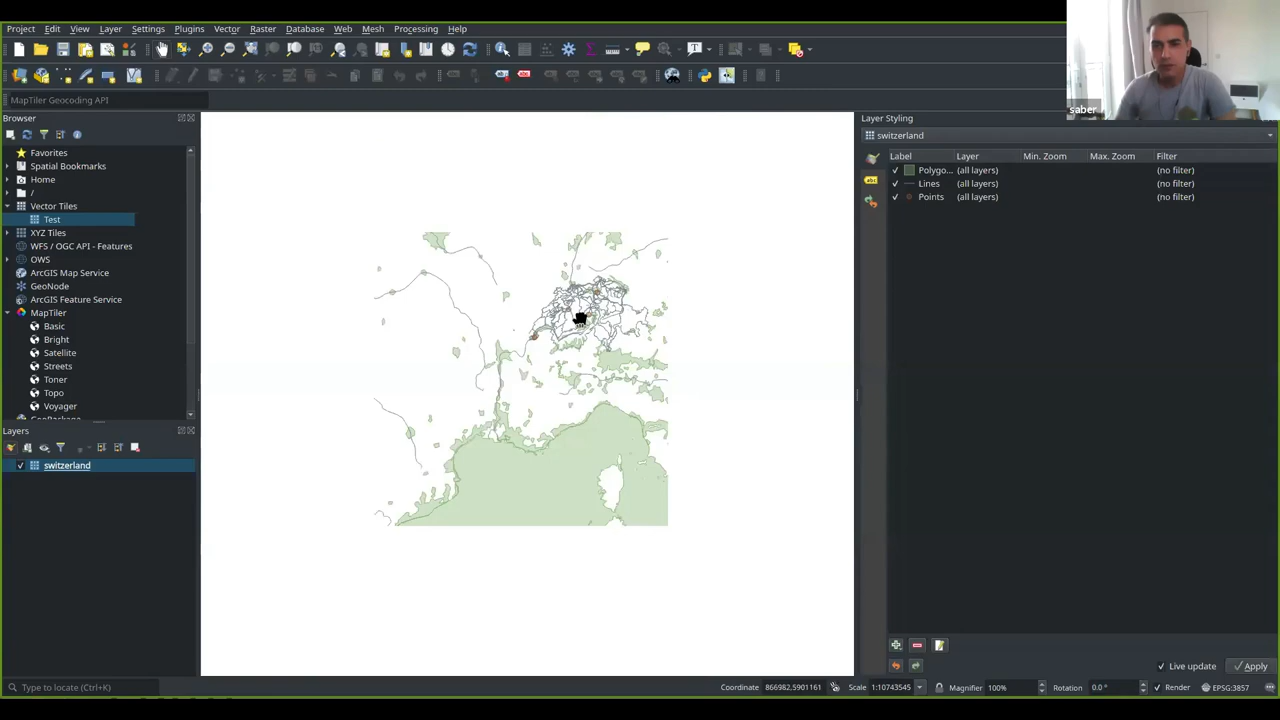 Project Edit View Layer Settings Plugins Vector Raster Database Web Mesh Processing Help
saber
MapTiler Geocoding API
Browser
Favorites
Spatial Bookmarks
Home
/
Vector Tiles
Test
XYZ Tiles
WFS / OGC API - Features
OWS
ArcGIS Map Service
GeoNode
ArcGIS Feature Service
MapTiler
Basic
Bright
Satellite
Streets
Toner
Topo
Voyager
Layers
switzerland
Layer Styling
switzerland
Label Layer Min. Zoom Max. Zoom Filter
Polygo... (all layers) (no filter)
Lines (all layers) (no filter)
Points (all layers) (no filter)
Live update Apply
Type to locate (Ctrl+K) Coordinate 866982.5901161 Scale 1:10743545 Magnifier 100% Rotation 0.0 ° Render EPSG:3857